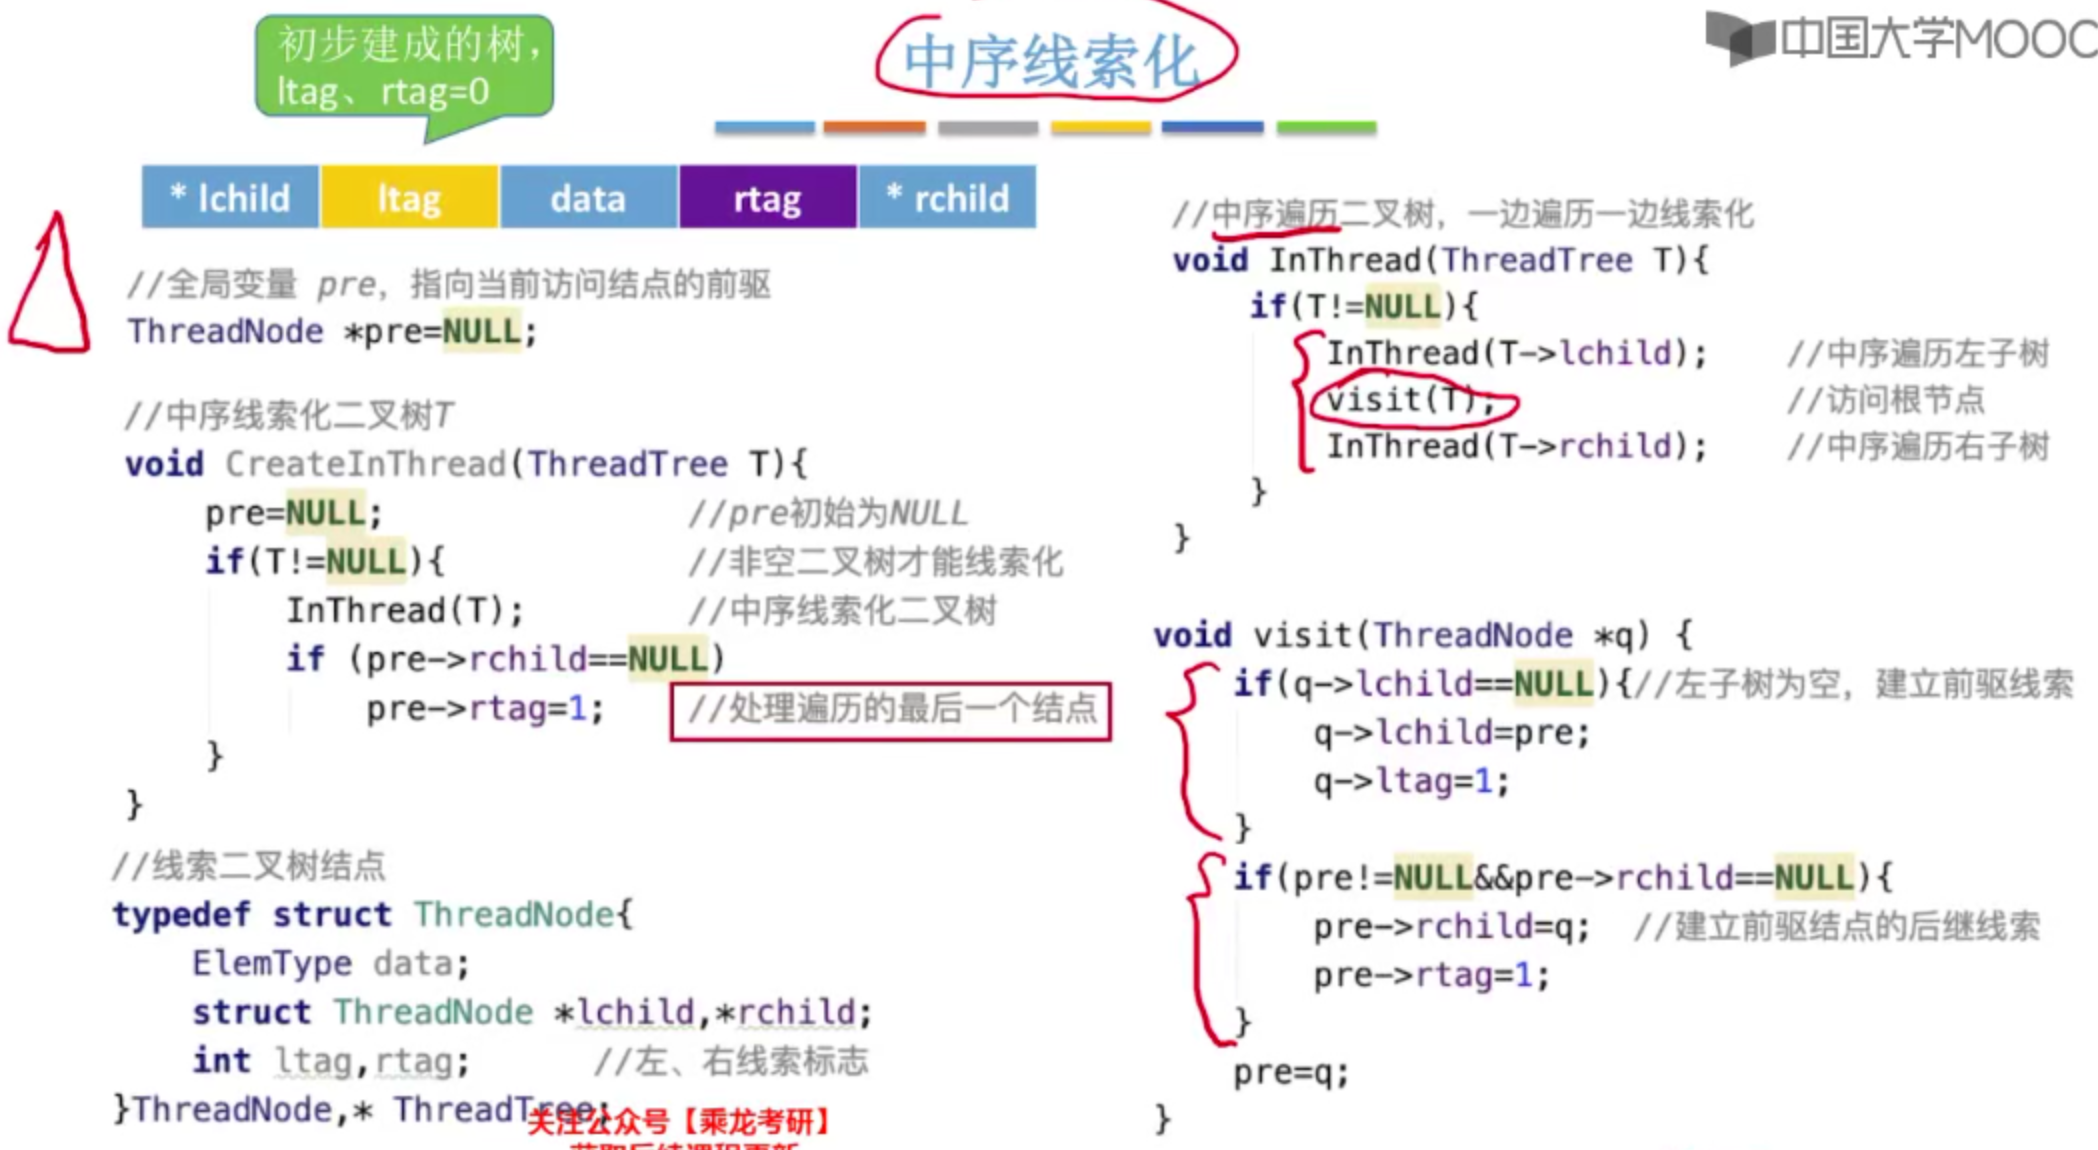 初步建成的树,
ltag、rtag=0
中序线索化
中国大学MOOC
* lchild ltag data rtag * rchild
//全局变量 pre，指向当前访问结点的前驱
ThreadNode *pre=NULL;
//中序线索化二叉树T
void CreateInThread(ThreadTree T){
pre=NULL; //pre初始为NULL
if(T!=NULL){ //非空二叉树才能线索化
InThread(T); //中序线索化二叉树
if (pre->rchild==NULL)
pre->rtag=1; //处理遍历的最后一个结点
}
}
//线索二叉树结点
typedef struct ThreadNode{
ElemType data;
struct ThreadNode *lchild,*rchild;
int ltag,rtag; //左、右线索标志
}ThreadNode,* ThreadTree;
关注公众号【乘龙考研】
获取后续课程更新
//中序遍历二叉树，一边遍历一边线索化
void InThread(ThreadTree T){
if(T!=NULL){
InThread(T->lchild); //中序遍历左子树
visit(T); //访问根节点
InThread(T->rchild); //中序遍历右子树
}
}
void visit(ThreadNode *q) {
if(q->lchild==NULL){//左子树为空，建立前驱线索
q->lchild=pre;
q->ltag=1;
}
if(pre!=NULL&&pre->rchild==NULL){
pre->rchild=q; //建立前驱结点的后继线索
pre->rtag=1;
}
pre=q;
}